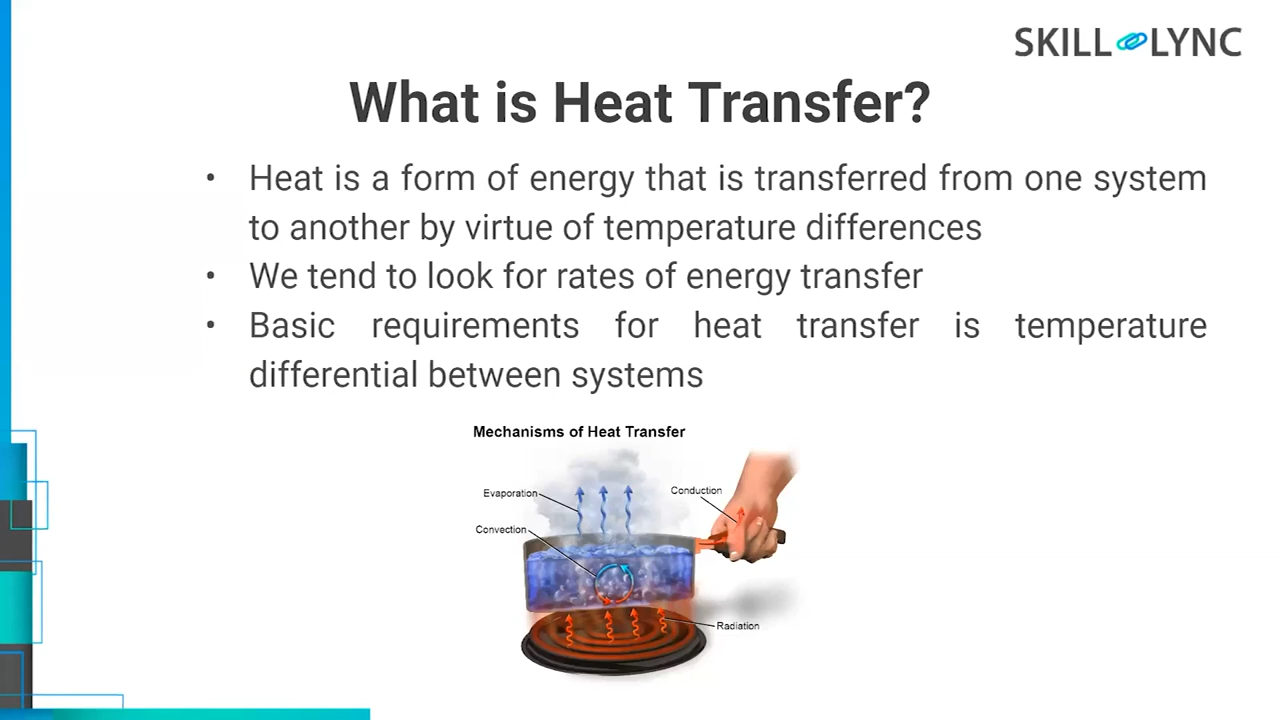 SKILL LYNC
What is Heat Transfer?
• Heat is a form of energy that is transferred from one system
to another by virtue of temperature differences
• We tend to look for rates of energy transfer
• Basic requirements for heat transfer is temperature
differential between systems
Mechanisms of Heat Transfer
Evaporation
Conduction
Convection
Radiation